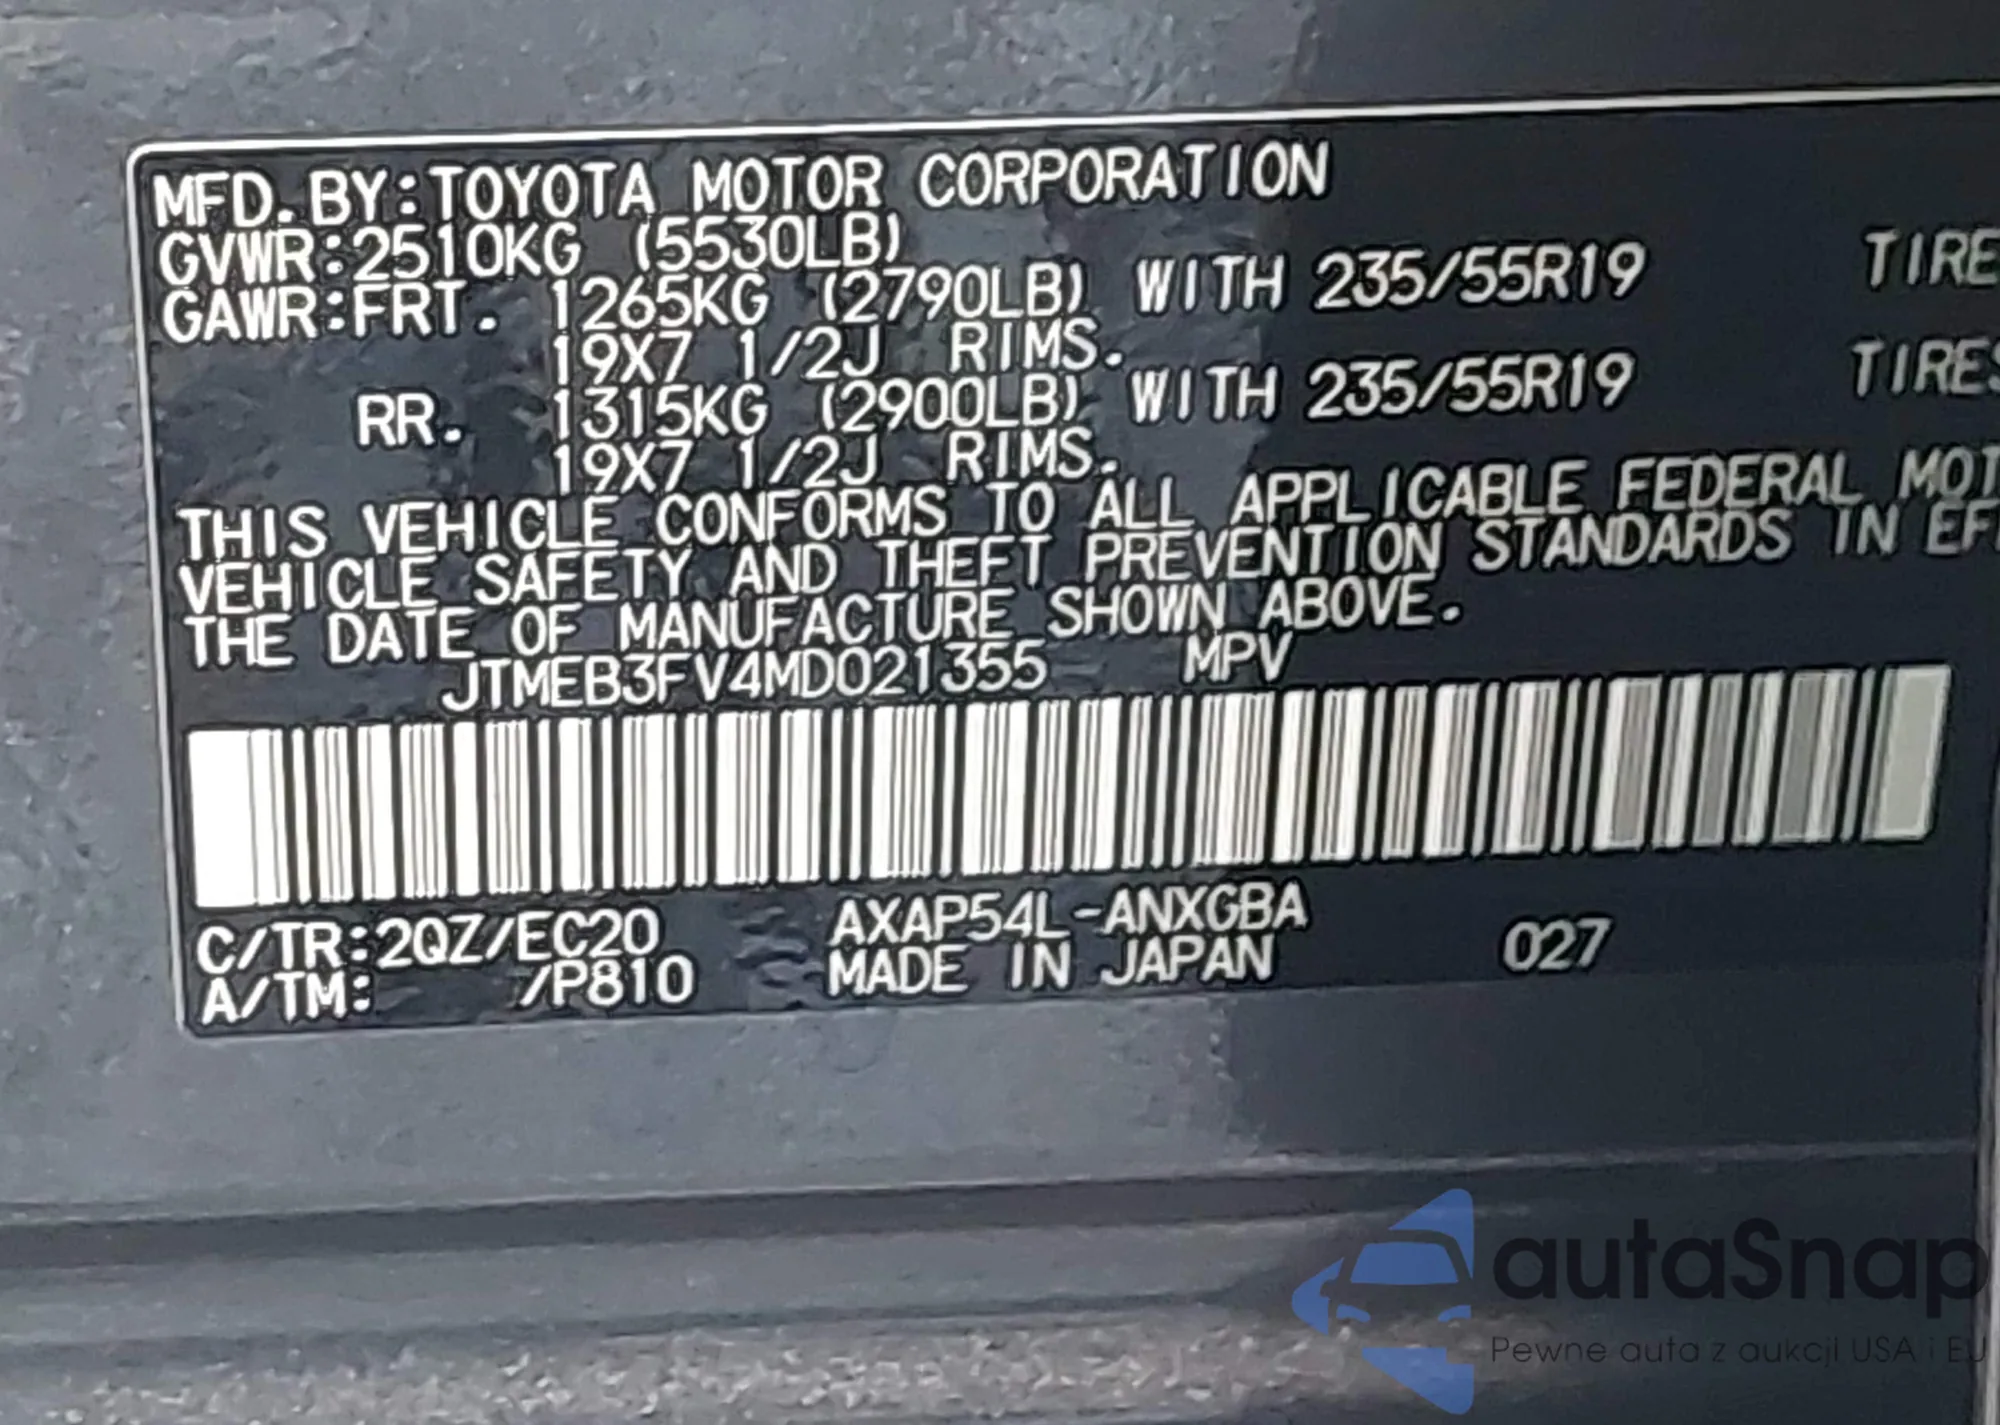 MFD. BY:TOYOTA MOTOR CORPORATION
GVWR:2510KG (5530LB)
GAWR:FRT. 1265KG (2790LB) WITH 235/55R19 TIRE
19X7 1/2J RIMS.
RR. 1315KG (2900LB) WITH 235/55R19 TIRES
19X7 1/2J RIMS.
THIS VEHICLE CONFORMS TO ALL APPLICABLE FEDERAL MOT
VEHICLE SAFETY AND THEFT PREVENTION STANDARDS IN EFF
THE DATE OF MANUFACTURE SHOWN ABOVE.
JTMEB3FV4MD021355 MPV
C/TR:2QZ/EC20 AXAP54L-ANXGBA
A/TM: /P810 MADE IN JAPAN 027
autaSnap
Pewne auta z aukcji USA i EU